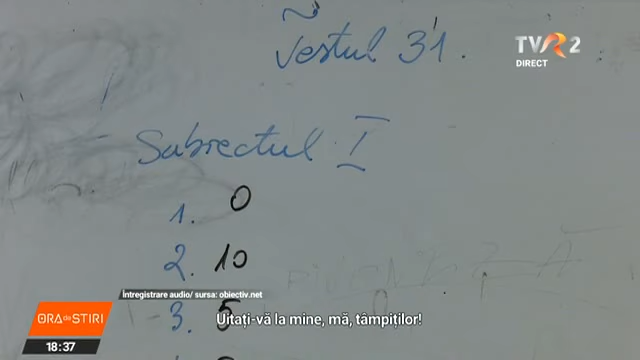 Testul 31.
TVR 2
DIRECT
Subiectul I
1. 0
2. 10
Înregistrare audio/ sursa: obiectiv.net
ORA de ȘTIRI
3. 5
Uitați-vă la mine, mă, tâmpiților!
18:37